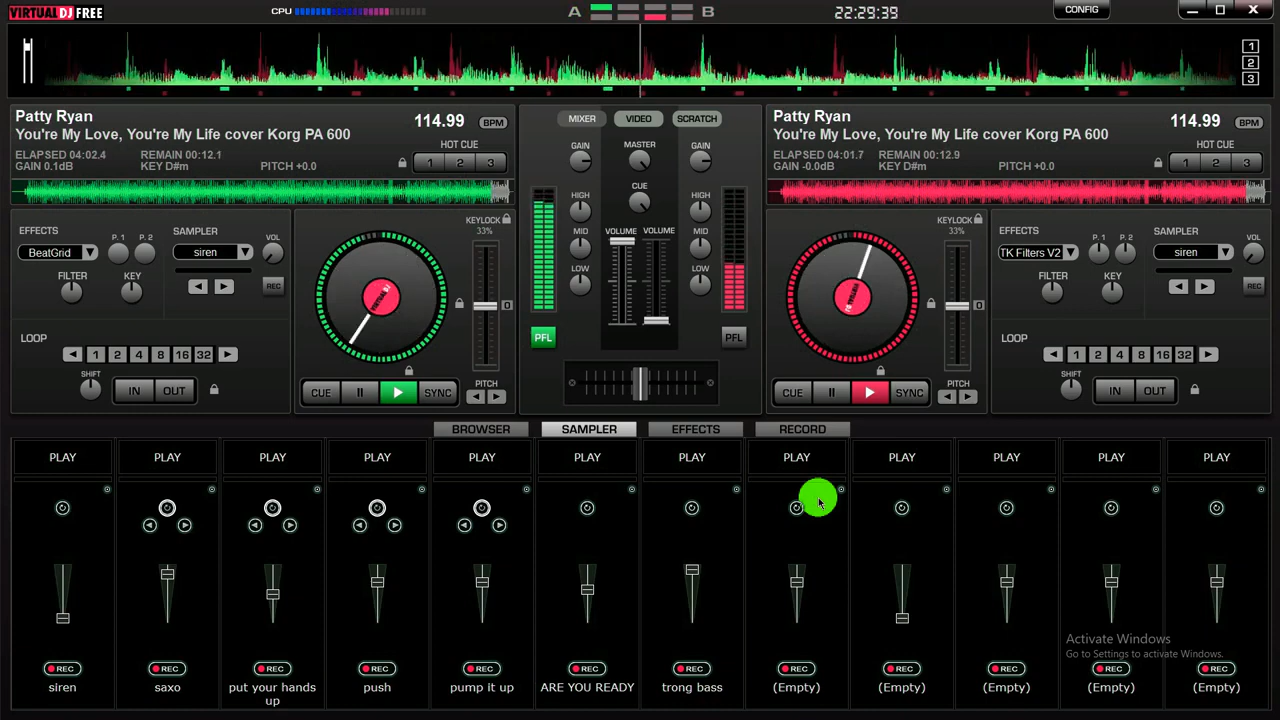 VIRTUAL DJ FREE
CPU
A
B
22:29:39
CONFIG
1
2
3
Patty Ryan
You're My Love, You're My Life cover Korg PA 600
114.99 BPM
ELAPSED 04:02.4 REMAIN 00:12.1
GAIN 0.1dB KEY D#m PITCH +0.0
HOT CUE
1 2 3
MIXER VIDEO SCRATCH
GAIN MASTER GAIN
HIGH CUE HIGH
MID MID
VOLUME VOLUME
LOW LOW
PFL PFL
Patty Ryan
You're My Love, You're My Life cover Korg PA 600
114.99 BPM
ELAPSED 04:01.7 REMAIN 00:12.9
GAIN -0.0dB KEY D#m PITCH +0.0
HOT CUE
1 2 3
EFFECTS P. 1 P. 2 SAMPLER VOL
BeatGrid siren
FILTER KEY REC
LOOP
1 2 4 8 16 32
SHIFT IN OUT
KEYLOCK
33%
0
CUE SYNC PITCH
EFFECTS P. 1 P. 2 SAMPLER VOL
TK Filters V2 siren
FILTER KEY REC
LOOP
1 2 4 8 16 32
SHIFT IN OUT
KEYLOCK
33%
0
CUE SYNC PITCH
BROWSER SAMPLER EFFECTS RECORD
PLAY PLAY PLAY PLAY PLAY PLAY PLAY PLAY PLAY PLAY PLAY PLAY
Activate Windows
Go to Settings to activate Windows.
REC REC REC REC REC REC REC REC REC REC REC REC
siren saxo put your hands up push pump it up ARE YOU READY trong bass (Empty) (Empty) (Empty) (Empty) (Empty)